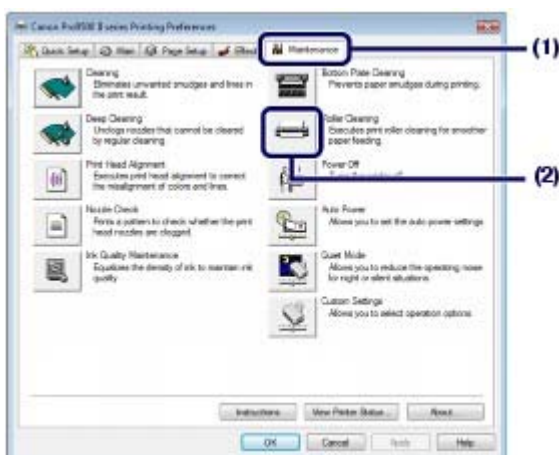 Canon Pro9500 II series Printing Preferences
Quick Setup Main Page Setup Effect Maintenance
(1)
Cleaning
Eliminates unwanted smudges and lines in
the print result.
Bottom Plate Cleaning
Prevents paper smudges during printing.
Deep Cleaning
Unclogs nozzles that cannot be cleared
by regular cleaning
Roller Cleaning
Executes print roller cleaning for smoother
paper feeding.
(2)
Print Head Alignment
Executes print head alignment to correct
the misalignment of colors and lines.
Power Off
Nozzle Check
Prints a pattern to check whether the print
head nozzles are clogged.
Auto Power
Allows you to set the auto power settings.
Ink Quality Maintenance
Equalizes the density of ink to maintain ink
quality.
Quiet Mode
Allows you to reduce the operating noise
for night or silent situations.
Custom Settings
Allows you to select operation options.
Instructions View Printer Status... About...
OK Cancel Apply Help